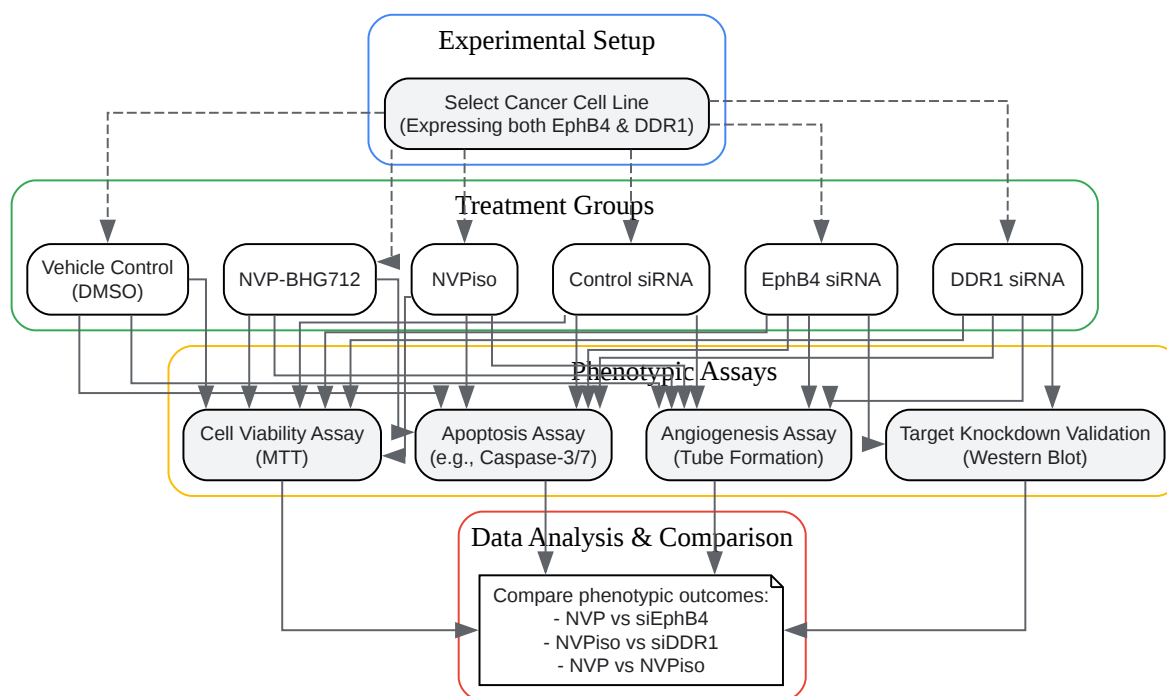 Experimental Setup
Select Cancer Cell Line
(Expressing both EphB4 & DDR1)
Treatment Groups
Vehicle Control
(DMSO)
NVP-BHG712
NVPiso
Control siRNA
EphB4 siRNA
DDR1 siRNA
Phenotypic Assays
Cell Viability Assay
(MTT)
Apoptosis Assay
(e.g., Caspase-3/7)
Angiogenesis Assay
(Tube Formation)
Target Knockdown Validation
(Western Blot)
Data Analysis & Comparison
Compare phenotypic outcomes:
- NVP vs siEphB4
- NVPiso vs siDDR1
- NVP vs NVPiso